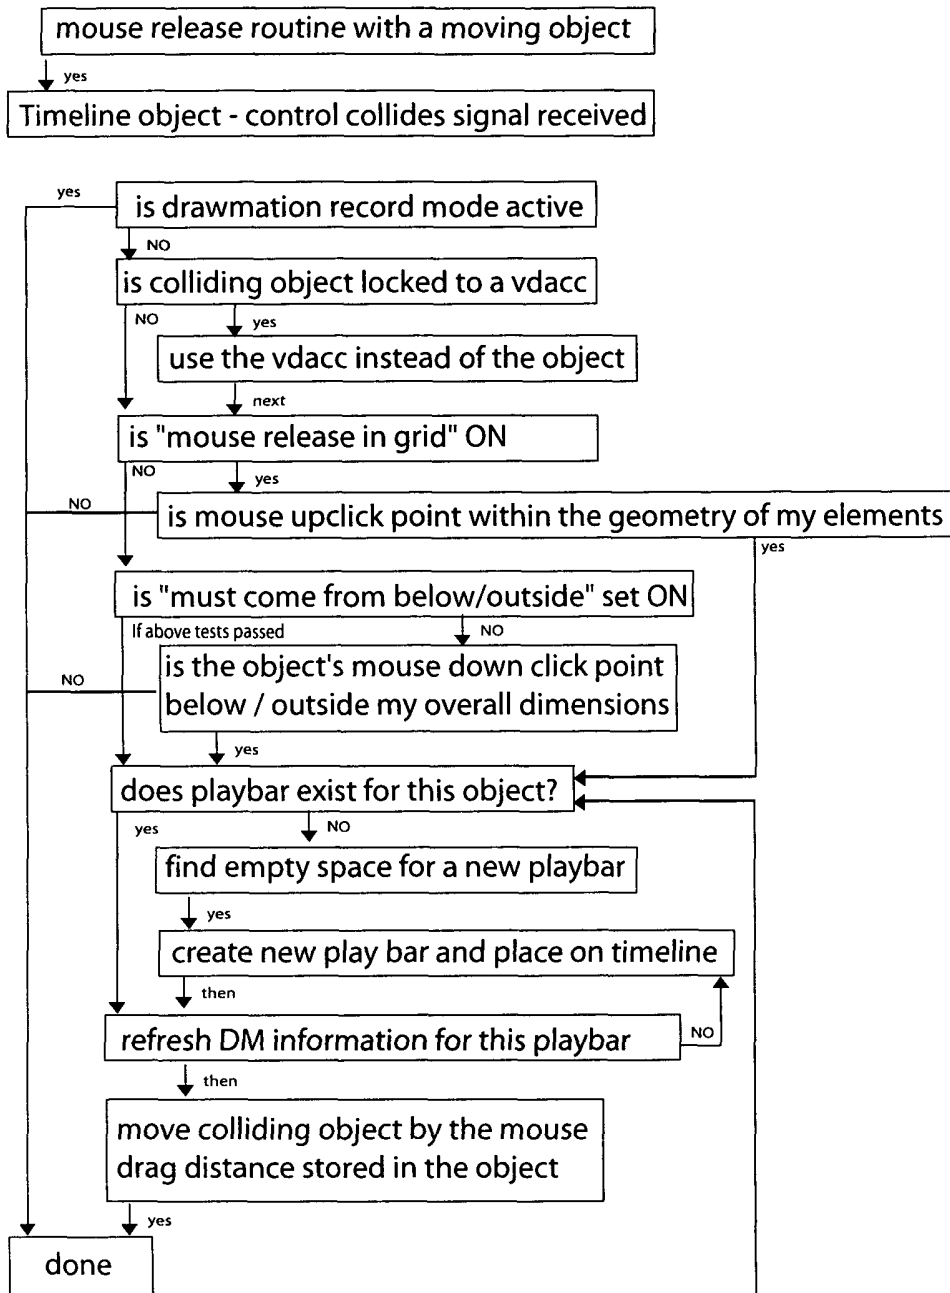 mouse release routine with a moving object
yes
Timeline object - control collides signal received
yes
is drawmation record mode active
NO
is colliding object locked to a vdacc
NO
yes
use the vdacc instead of the object
next
is "mouse release in grid" ON
NO
yes
NO
is mouse upclick point within the geometry of my elements
yes
is "must come from below/outside" set ON
If above tests passed
NO
NO
is the object's mouse down click point
below / outside my overall dimensions
yes
does playbar exist for this object?
yes
NO
find empty space for a new playbar
yes
create new play bar and place on timeline
then
refresh DM information for this playbar
NO
then
move colliding object by the mouse
drag distance stored in the object
yes
done